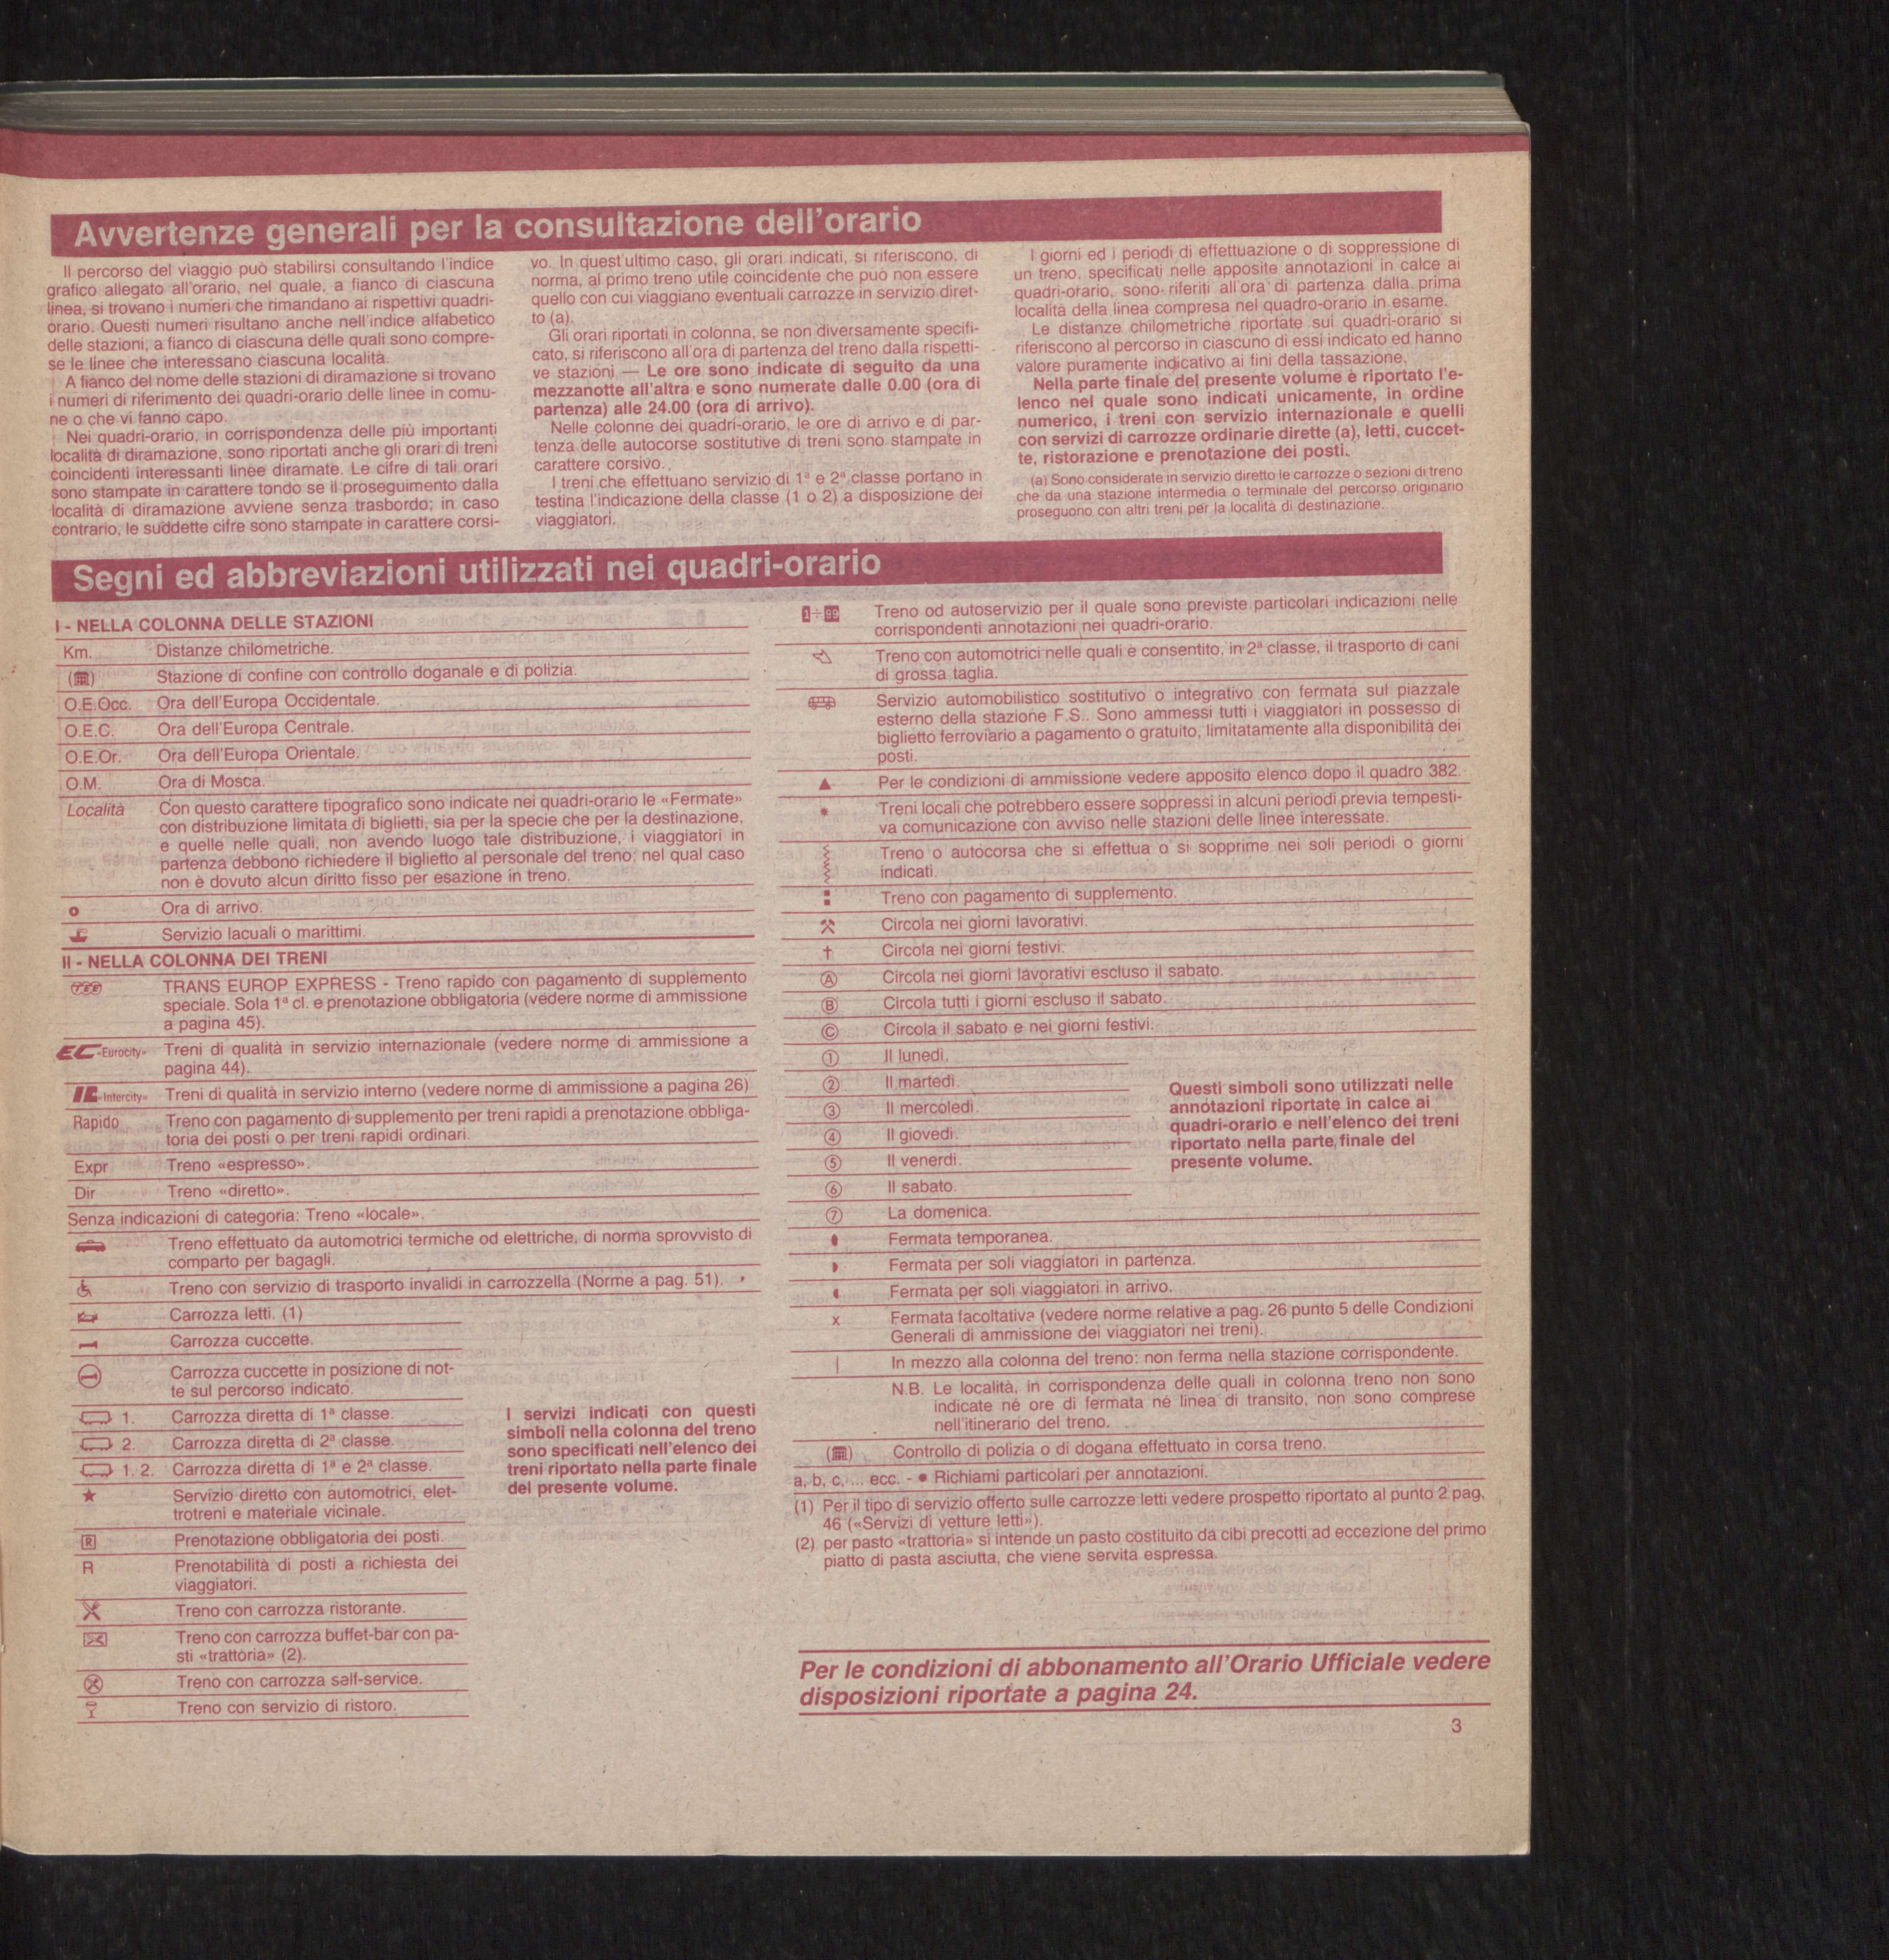 Avvertenze generali per la consultazione dell'orario
Il percorso del viaggio può stabilirsi consultando l'indice
grafico allegato all'orario, nel quale, a fianco di ciascuna
linea, si trovano i numeri che rimandano ai rispettivi quadri-
orario. Questi numeri risultano anche nell'indice alfabetico
delle stazioni, a fianco di ciascuna delle quali sono compre-
se le linee che interessano ciascuna località.
A fianco del nome delle stazioni di diramazione si trovano
i numeri di riferimento dei quadri-orario delle linee in comu-
ne o che vi fanno capo.
Nei quadri-orario, in corrispondenza delle più importanti
località di diramazione, sono riportati anche gli orari di treni
coincidenti interessanti linee diramate. Le cifre di tali orari
sono stampate in carattere tondo se il proseguimento dalla
località di diramazione avviene senza trasbordo; in caso
contrario, le suddette cifre sono stampate in carattere corsi-
vo. In quest'ultimo caso, gli orari indicati, si riferiscono, di
norma, al primo treno utile coincidente che può non essere
quello con cui viaggiano eventuali carrozze in servizio diret-
to (a).
Gli orari riportati in colonna, se non diversamente specifi-
cato, si riferiscono all'ora di partenza del treno dalla rispetti-
ve stazioni — Le ore sono indicate di seguito da una
mezzanotte all'altra e sono numerate dalle 0.00 (ora di
partenza) alle 24.00 (ora di arrivo).
Nelle colonne dei quadri-orario, le ore di arrivo e di par-
tenza delle autocorse sostitutive di treni sono stampate in
carattere corsivo.
I treni che effettuano servizio di 1ª e 2ª classe portano in
testina l'indicazione della classe (1 o 2) a disposizione dei
viaggiatori.
I giorni ed i periodi di effettuazione o di soppressione di
un treno, specificati nelle apposite annotazioni in calce ai
quadri-orario, sono riferiti all'ora di partenza dalla prima
località della linea compresa nel quadro-orario in esame.
Le distanze chilometriche riportate sui quadri-orario si
riferiscono al percorso in ciascuno di essi indicato ed hanno
valore puramente indicativo ai fini della tassazione.
Nella parte finale del presente volume è riportato l'e-
lenco nel quale sono indicati unicamente, in ordine
numerico, i treni con servizio internazionale e quelli
con servizi di carrozze ordinarie dirette (a), letti, cuccet-
te, ristorazione e prenotazione dei posti.
(a) Sono considerate in servizio diretto le carrozze o sezioni di treno
che da una stazione intermedia o terminale del percorso originario
proseguono con altri treni per la località di destinazione.
Segni ed abbreviazioni utilizzati nei quadri-orario
I - NELLA COLONNA DELLE STAZIONI
Km. Distanze chilometriche.
Stazione di confine con controllo doganale e di polizia.
O.E.Occ. Ora dell'Europa Occidentale.
O.E.C. Ora dell'Europa Centrale.
O.E.Or. Ora dell'Europa Orientale.
O.M. Ora di Mosca.
Località Con questo carattere tipografico sono indicate nei quadri-orario le «Fermate»
con distribuzione limitata di biglietti, sia per la specie che per la destinazione,
e quelle nelle quali, non avendo luogo tale distribuzione, i viaggiatori in
partenza debbono richiedere il biglietto al personale del treno; nel qual caso
non è dovuto alcun diritto fisso per esazione in treno.
Ora di arrivo.
Servizio lacuali o marittimi.
II - NELLA COLONNA DEI TRENI
TEE TRANS EUROP EXPRESS - Treno rapido con pagamento di supplemento
speciale. Sola 1ª cl. e prenotazione obbligatoria (vedere norme di ammissione
a pagina 45).
EC «Eurocity» Treni di qualità in servizio internazionale (vedere norme di ammissione a
pagina 44).
IC «Intercity» Treni di qualità in servizio interno (vedere norme di ammissione a pagina 26)
Rapido Treno con pagamento di supplemento per treni rapidi a prenotazione obbliga-
toria dei posti o per treni rapidi ordinari.
Expr Treno «espresso».
Dir Treno «diretto».
Senza indicazioni di categoria: Treno «locale».
Treno effettuato da automotrici termiche od elettriche, di norma sprovvisto di
comparto per bagagli.
Treno con servizio di trasporto invalidi in carrozzella (Norme a pag. 51).
Carrozza letti. (1)
Carrozza cuccette.
Carrozza cuccette in posizione di not-
te sul percorso indicato.
1. Carrozza diretta di 1ª classe.
2. Carrozza diretta di 2ª classe.
1. 2. Carrozza diretta di 1ª e 2ª classe.
★ Servizio diretto con automotrici, elet-
trotreni e materiale vicinale.
R Prenotazione obbligatoria dei posti.
R Prenotabilità di posti a richiesta dei
viaggiatori.
Treno con carrozza ristorante.
Treno con carrozza buffet-bar con pa-
sti «trattoria» (2).
Treno con carrozza self-service.
Treno con servizio di ristoro.
I servizi indicati con questi
simboli nella colonna del treno
sono specificati nell'elenco dei
treni riportato nella parte finale
del presente volume.
1÷99 Treno od autoservizio per il quale sono previste particolari indicazioni nelle
corrispondenti annotazioni nei quadri-orario.
Treno con automotrici nelle quali è consentito, in 2ª classe, il trasporto di cani
di grossa taglia.
Servizio automobilistico sostitutivo o integrativo con fermata sul piazzale
esterno della stazione F.S.. Sono ammessi tutti i viaggiatori in possesso di
biglietto ferroviario a pagamento o gratuito, limitatamente alla disponibilità dei
posti.
▲ Per le condizioni di ammissione vedere apposito elenco dopo il quadro 382.
* Treni locali che potrebbero essere soppressi in alcuni periodi previa tempesti-
va comunicazione con avviso nelle stazioni delle linee interessate.
Treno o autocorsa che si effettua o si sopprime nei soli periodi o giorni
indicati.
Treno con pagamento di supplemento.
⚒ Circola nei giorni lavorativi.
† Circola nei giorni festivi.
Ⓐ Circola nei giorni lavorativi escluso il sabato.
Ⓑ Circola tutti i giorni escluso il sabato.
Ⓒ Circola il sabato e nei giorni festivi.
① Il lunedì.
② Il martedì.
③ Il mercoledì.
④ Il giovedì.
⑤ Il venerdì.
⑥ Il sabato.
⑦ La domenica.
Questi simboli sono utilizzati nelle
annotazioni riportate in calce ai
quadri-orario e nell'elenco dei treni
riportato nella parte finale del
presente volume.
Fermata temporanea.
Fermata per soli viaggiatori in partenza.
Fermata per soli viaggiatori in arrivo.
x Fermata facoltativa (vedere norme relative a pag. 26 punto 5 delle Condizioni
Generali di ammissione dei viaggiatori nei treni).
| In mezzo alla colonna del treno: non ferma nella stazione corrispondente.
N.B. Le località, in corrispondenza delle quali in colonna treno non sono
indicate né ore di fermata né linea di transito, non sono comprese
nell'itinerario del treno.
Controllo di polizia o di dogana effettuato in corsa treno.
a, b, c, ... ecc. - ● Richiami particolari per annotazioni.
(1) Per il tipo di servizio offerto sulle carrozze letti vedere prospetto riportato al punto 2 pag.
46 («Servizi di vetture letti»).
(2) per pasto «trattoria» si intende un pasto costituito da cibi precotti ad eccezione del primo
piatto di pasta asciutta, che viene servita espressa.
Per le condizioni di abbonamento all'Orario Ufficiale vedere
disposizioni riportate a pagina 24.
3